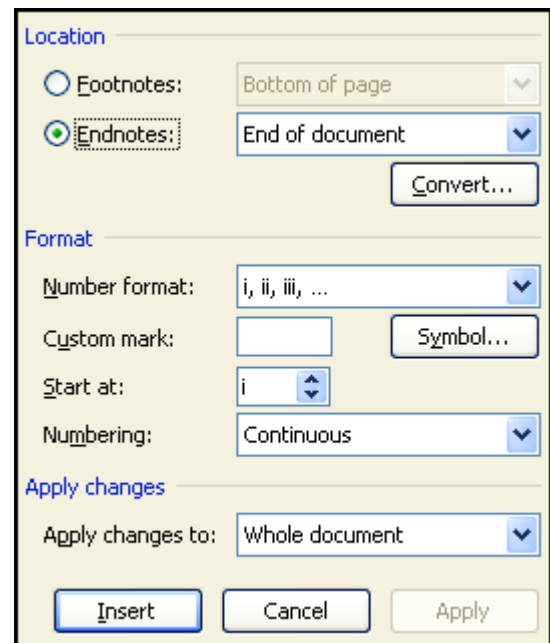 Location
Footnotes: Bottom of page
Endnotes: End of document
Convert...
Format
Number format: i, ii, iii, ...
Custom mark: Symbol...
Start at: i
Numbering: Continuous
Apply changes
Apply changes to: Whole document
Insert Cancel Apply